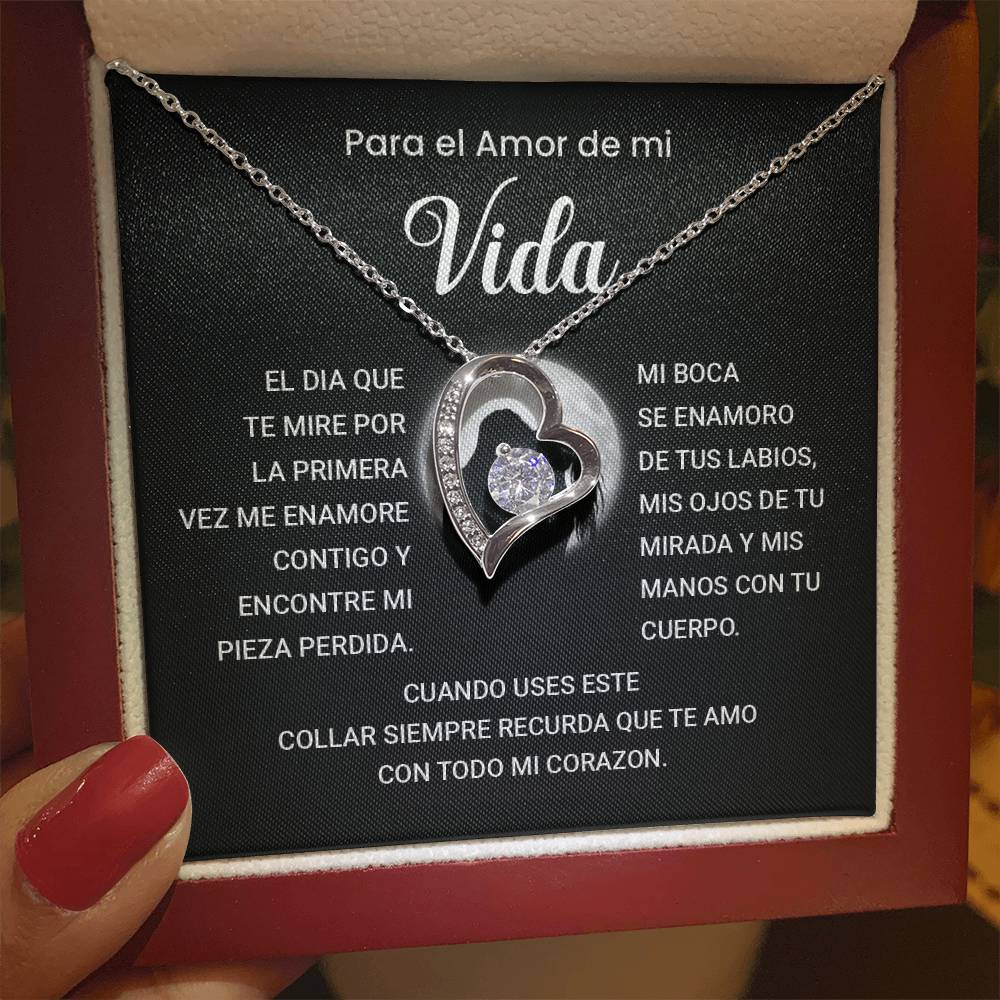 Para el Amor de mi
Vida
EL DIA QUE
TE MIRE POR
LA PRIMERA
VEZ ME ENAMORE
CONTIGO Y
ENCONTRE MI
PIEZA PERDIDA.
MI BOCA
SE ENAMORO
DE TUS LABIOS,
MIS OJOS DE TU
MIRADA Y MIS
MANOS CON TU
CUERPO.
CUANDO USES ESTE
COLLAR SIEMPRE RECURDA QUE TE AMO
CON TODO MI CORAZON.